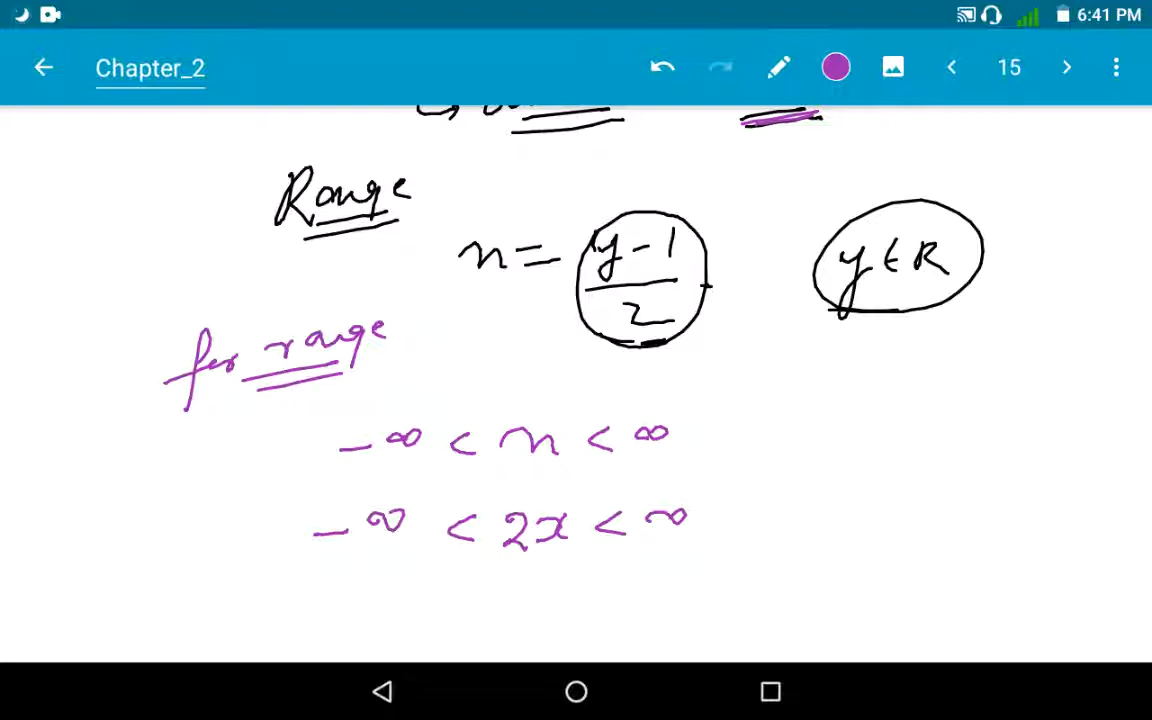 6:41 PM
Chapter_2
15
Range
x = y-1/2
y ∈ R
for range
-∞ < x < ∞
-∞ < 2x < ∞